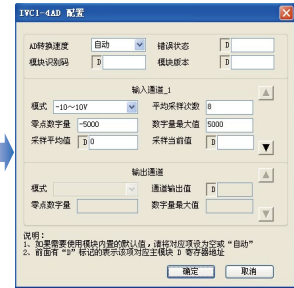 IVC1-4AD 配置
AD转换速度 自动 错误状态 D
模块识别码 D 模块版本 D
输入通道_1
模式 -10~10V 平均采样次数 8
零点数字量 -5000 数字量最大值 5000
采样平均值 D 0 采样当前值 D
输出通道
模式 通道输出值 D
零点数字量 数字量最大值
说明：
1、如果需要使用模块内置的默认值，请将对应项设为空或“自动”
2、前面有“D”标记的表示该项对应主模块 D 寄存器地址
确定 取消